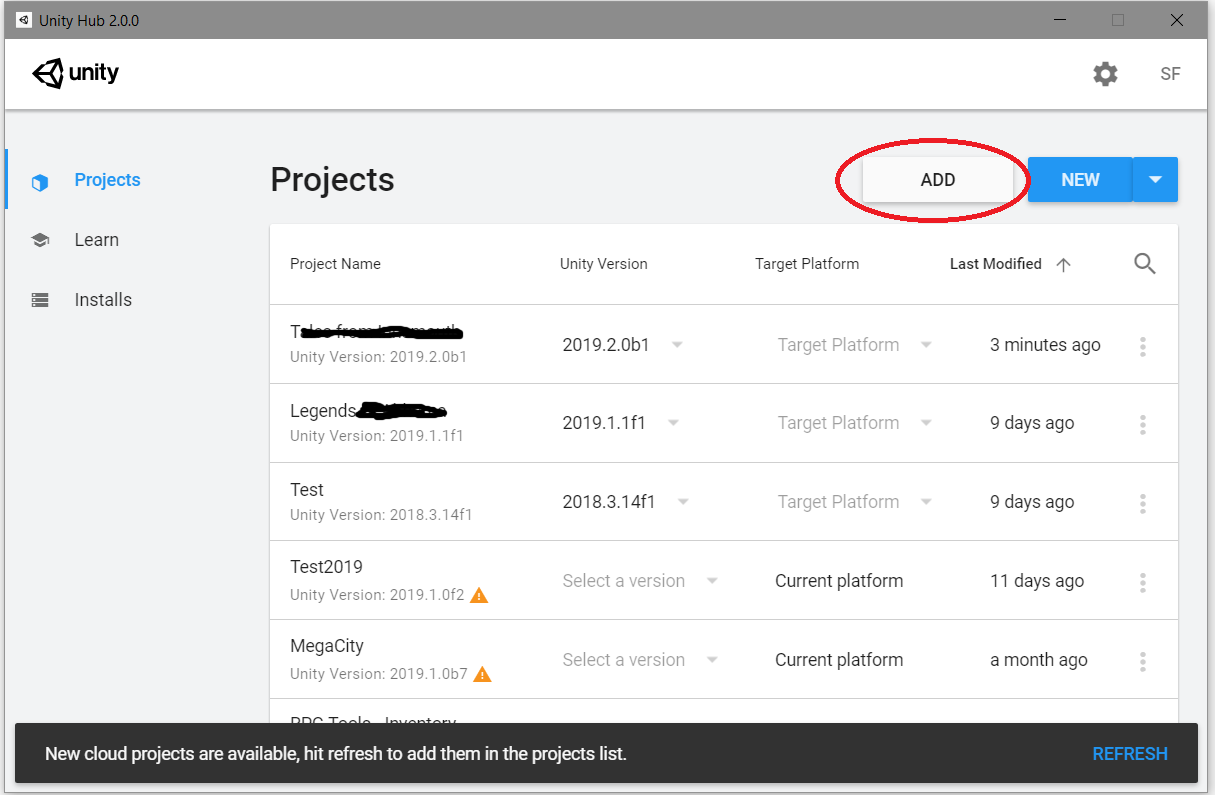 Unity Hub 2.0.0
unity
SF
Projects
Learn
Installs
Projects
ADD
NEW
Project Name
Unity Version
Target Platform
Last Modified
Unity Version: 2019.2.0b1
2019.2.0b1
Target Platform
3 minutes ago
Legends
Unity Version: 2019.1.1f1
2019.1.1f1
Target Platform
9 days ago
Test
Unity Version: 2018.3.14f1
2018.3.14f1
Target Platform
9 days ago
Test2019
Unity Version: 2019.1.0f2
Select a version
Current platform
11 days ago
MegaCity
Unity Version: 2019.1.0b7
Select a version
Current platform
a month ago
RPG Tools - Inventory
New cloud projects are available, hit refresh to add them in the projects list.
REFRESH